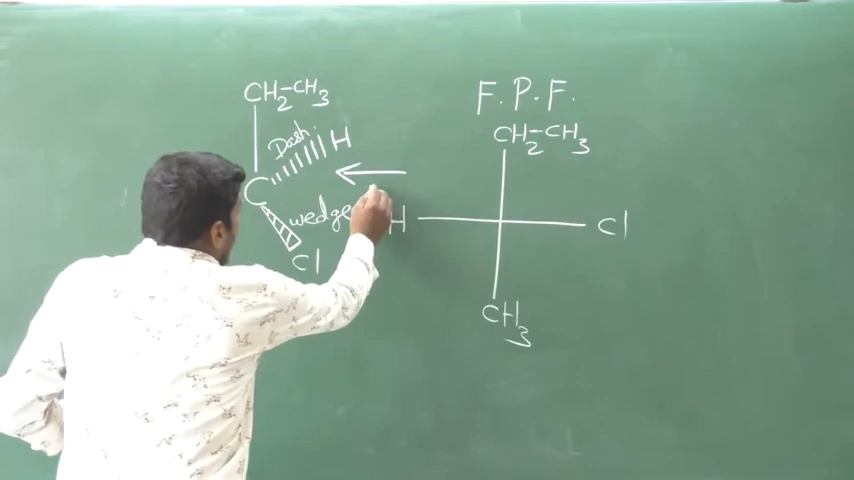 CH2-CH3
Dash
H
C
wedge
Cl
F.P.F.
CH2-CH3
H
Cl
CH3